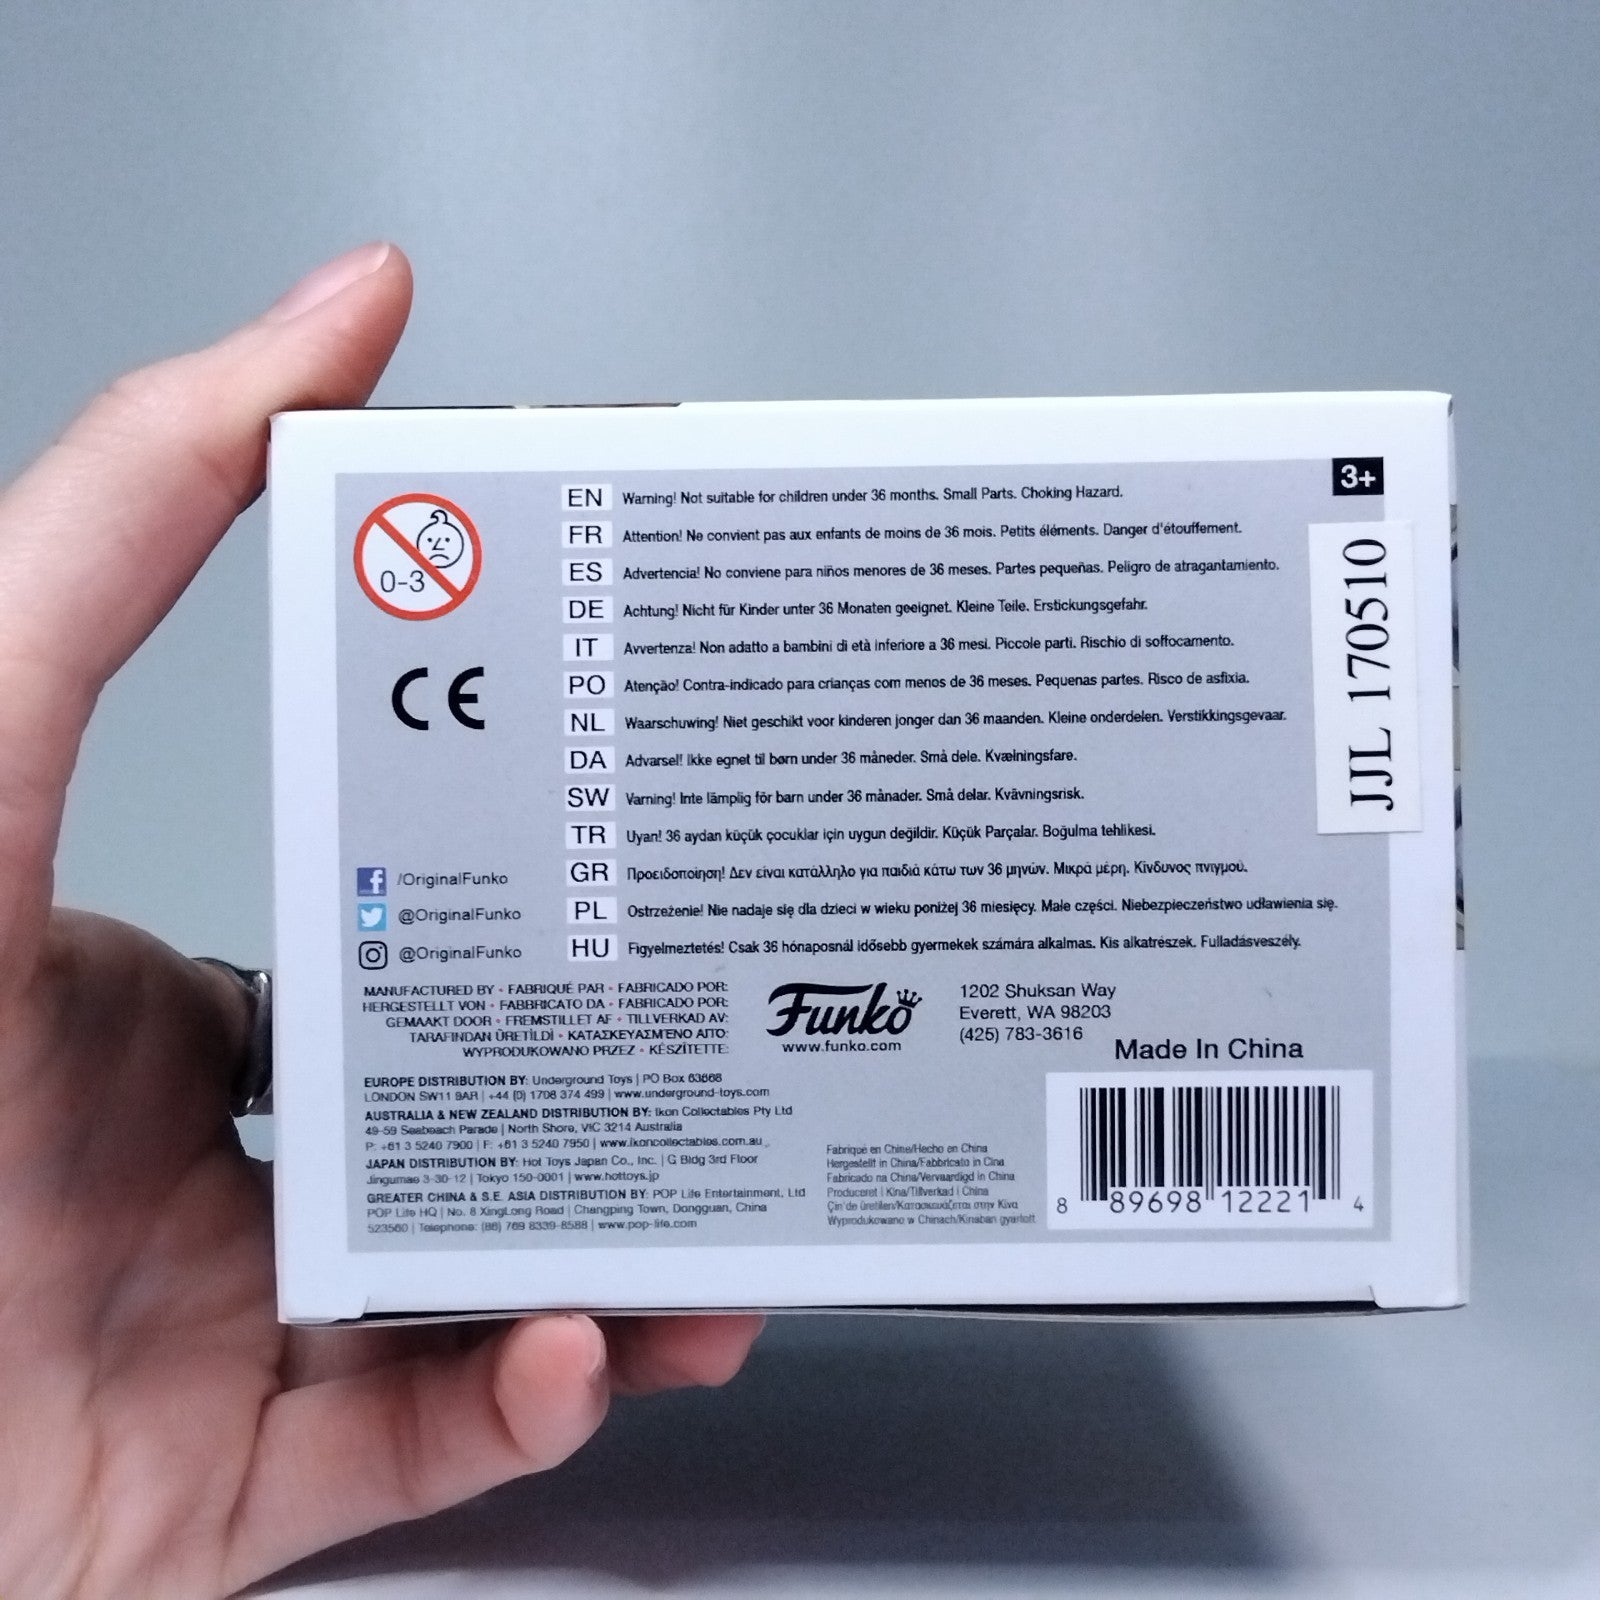 3+
0-3
EN Warning! Not suitable for children under 36 months. Small Parts. Choking Hazard.
FR Attention! Ne convient pas aux enfants de moins de 36 mois. Petits éléments. Danger d'étouffement.
ES Advertencia! No conviene para niños menores de 36 meses. Partes pequeñas. Peligro de atragantamiento.
DE Achtung! Nicht für Kinder unter 36 Monaten geeignet. Kleine Teile. Erstickungsgefahr.
IT Avvertenza! Non adatto a bambini di età inferiore a 36 mesi. Piccole parti. Rischio di soffocamento.
PO Atenção! Contra-indicado para crianças com menos de 36 meses. Pequenas partes. Risco de asfixia.
NL Waarschuwing! Niet geschikt voor kinderen jonger dan 36 maanden. Kleine onderdelen. Verstikkingsgevaar.
DA Advarsel! Ikke egnet til børn under 36 måneder. Små dele. Kvælningsfare.
SW Varning! Inte lämplig för barn under 36 månader. Små delar. Kvävningsrisk.
TR Uyarı! 36 aydan küçük çocuklar için uygun değildir. Küçük Parçalar. Boğulma tehlikesi.
GR Προειδοποίηση! Δεν είναι κατάλληλο για παιδιά κάτω των 36 μηνών. Μικρά μέρη. Κίνδυνος πνιγμού.
PL Ostrzeżenie! Nie nadaje się dla dzieci w wieku poniżej 36 miesięcy. Małe części. Niebezpieczeństwo udławienia się.
HU Figyelmeztetés! Csak 36 hónaposnál idősebb gyermekek számára alkalmas. Kis alkatrészek. Fulladásveszély.
CE
JJL 170510
/OriginalFunko
@OriginalFunko
@OriginalFunko
MANUFACTURED BY • FABRIQUÉ PAR • FABRICADO POR:
HERGESTELLT VON • FABBRICATO DA • FABRICADO POR:
GEMAAKT DOOR • FREMSTILLET AF • TILLVERKAD AV:
TARAFINDAN ÜRETİLDİ • ΚΑΤΑΣΚΕΥΑΣΜΈΝΟ ΑΠΌ:
WYPRODUKOWANO PRZEZ • KÉSZÍTETTE:
Funko
www.funko.com
1202 Shuksan Way
Everett, WA 98203
(425) 783-3616
Made In China
EUROPE DISTRIBUTION BY: Underground Toys | PO Box 63668
LONDON SW11 9AR | +44 (0) 1708 374 499 | www.underground-toys.com
AUSTRALIA & NEW ZEALAND DISTRIBUTION BY: Ikon Collectables Pty Ltd
49-59 Seabeach Parade | North Shore, VIC 3214 Australia
P: +61 3 5240 7900 | F: +61 3 5240 7950 | www.ikoncollectables.com.au
JAPAN DISTRIBUTION BY: Hot Toys Japan Co., Inc. | G Bldg 3rd Floor
Jingumae 3-30-12 | Tokyo 150-0001 | www.hottoys.jp
GREATER CHINA & S.E. ASIA DISTRIBUTION BY: POP Life Entertainment, Ltd
POP Life HQ | No. 8 XingLong Road | Changping Town, Dongguan, China
523560 | Telephone: (86) 769 8339-8588 | www.pop-life.com
Fabriqué en Chine/Hecho en China
Hergestellt in China/Fabbricato in Cina
Fabricado na China/Vervaardigd in China
Produceret i Kina/Tillverkad i China
Çin'de üretilen/Κατασκευάζεται στην Κίνα
Wyprodukowano w Chinach/Kínában gyártott
8 89698 12221 4